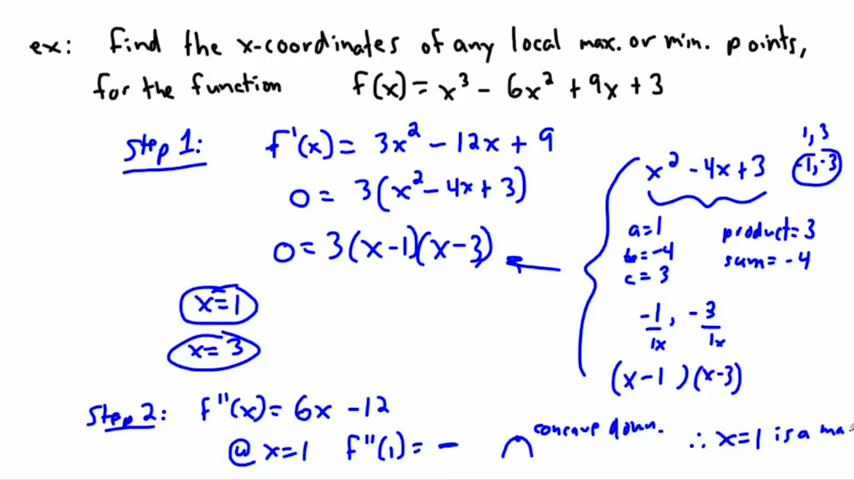 ex: Find the x-coordinates of any local max. or min. points,
for the function f(x) = x³ - 6x² + 9x + 3
Step 1: f'(x) = 3x² - 12x + 9
0 = 3(x² - 4x + 3)
0 = 3(x-1)(x-3)
x=1
x=3
x² - 4x + 3
1, 3
-1, -3
a=1
b=-4
c=3
product=3
sum=-4
-1/1x, -3/1x
(x-1)(x-3)
Step 2: f''(x) = 6x - 12
@ x=1 f''(1) = - concave down. ∴ x=1 is a ma